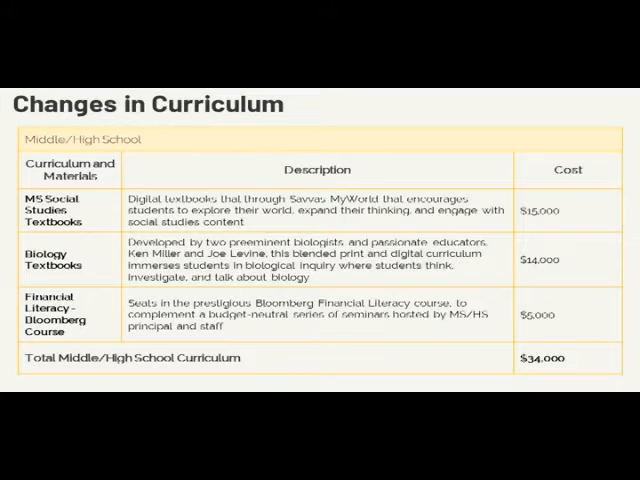 Changes in Curriculum
Middle/High School
Curriculum and Materials Description Cost
MS Social Studies Textbooks
Digital textbooks that through Savvas MyWorld that encourages
students to explore their world, expand their thinking, and engage with
social studies content
$15,000
Biology Textbooks
Developed by two preeminent biologists and passionate educators,
Ken Miller and Joe Levine, this blended print and digital curriculum
immerses students in biological inquiry where students think,
investigate, and talk about biology
$14,000
Financial Literacy - Bloomberg Course
Seats in the prestigious Bloomberg Financial Literacy course, to
complement a budget-neutral series of seminars hosted by MS/HS
principal and staff
$5,000
Total Middle/High School Curriculum $34,000